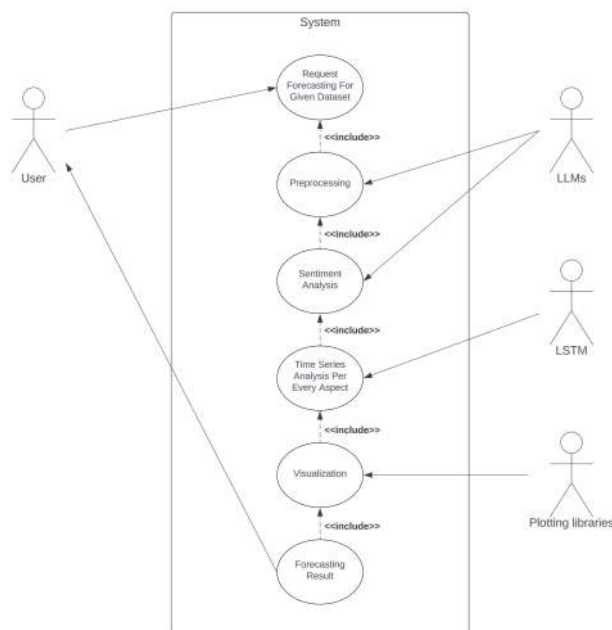 System
Request
Forecasting For
Given Dataset
<<include>>
User
Preprocessing
LLMs
<<include>>
Sentiment
Analysis
<<include>>
LSTM
Time Series
Analysis Per
Every Aspect
<<include>>
Visualization
Plotting libraries
<<include>>
Forecasting
Result